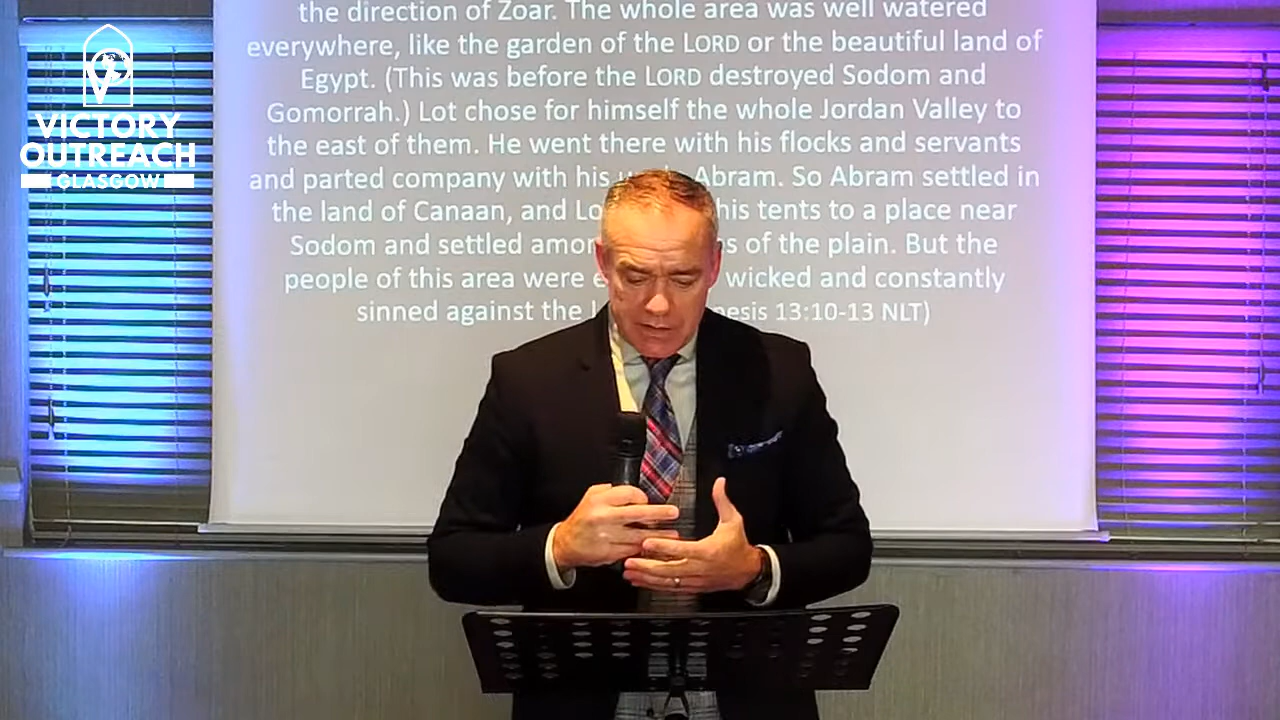 VICTORY
OUTREACH
GLASGOW
the direction of Zoar. The whole area was well watered
everywhere, like the garden of the LORD or the beautiful land of
Egypt. (This was before the LORD destroyed Sodom and
Gomorrah.) Lot chose for himself the whole Jordan Valley to
the east of them. He went there with his flocks and servants
and parted company with his Abram. So Abram settled in
the land of Canaan, and his tents to a place near
Sodom and settled of the plain. But the
people of this area were wicked and constantly
sinned against the 13:10-13 NLT)